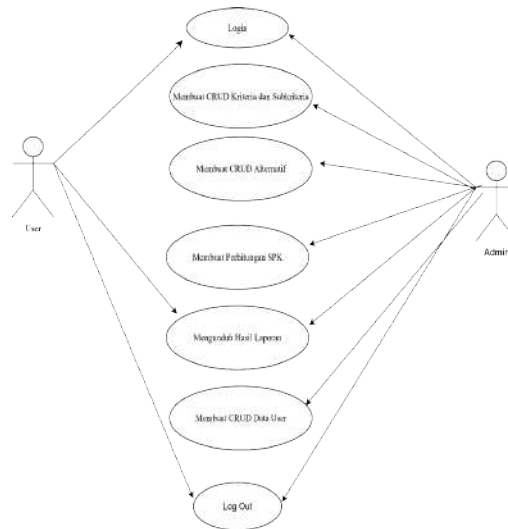 Login
Membuat CRUD Kriteria dan Subkriteria
Membuat CRUD Alternatif
User
Admin
Membuat Perhitungan SPK
Mengunduh Hasil Laporan
Membuat CRUD Data User
Log Out